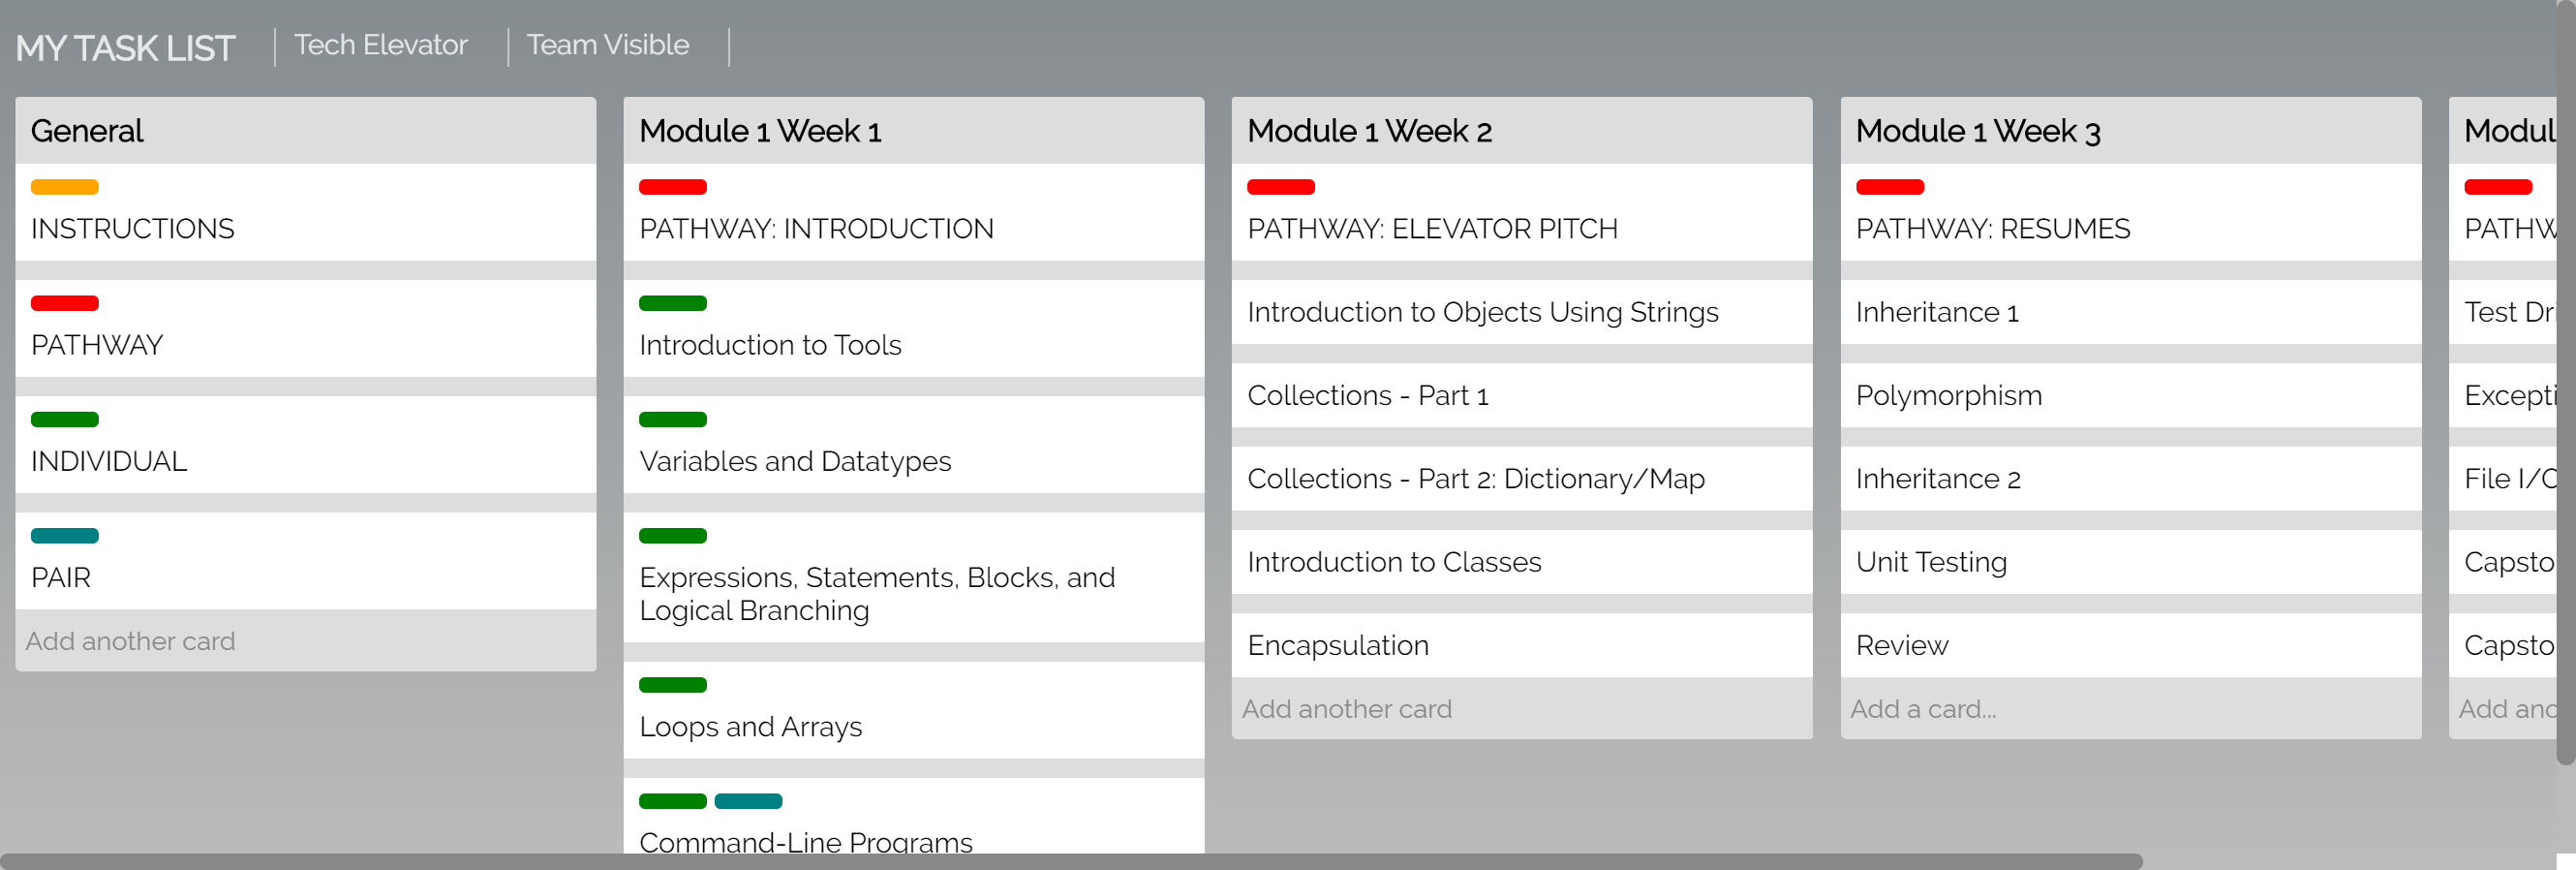 MY TASK LIST
Tech Elevator
Team Visible
General
INSTRUCTIONS
PATHWAY
INDIVIDUAL
PAIR
Add another card
Module 1 Week 1
PATHWAY: INTRODUCTION
Introduction to Tools
Variables and Datatypes
Expressions, Statements, Blocks, and
Logical Branching
Loops and Arrays
Command-Line Programs
Module 1 Week 2
PATHWAY: ELEVATOR PITCH
Introduction to Objects Using Strings
Collections - Part 1
Collections - Part 2: Dictionary/Map
Introduction to Classes
Encapsulation
Add another card
Module 1 Week 3
PATHWAY: RESUMES
Inheritance 1
Polymorphism
Inheritance 2
Unit Testing
Review
Add a card...
Modul
PATHW
Test Dri
Excepti
File I/
Capsto
Capsto
Add ano